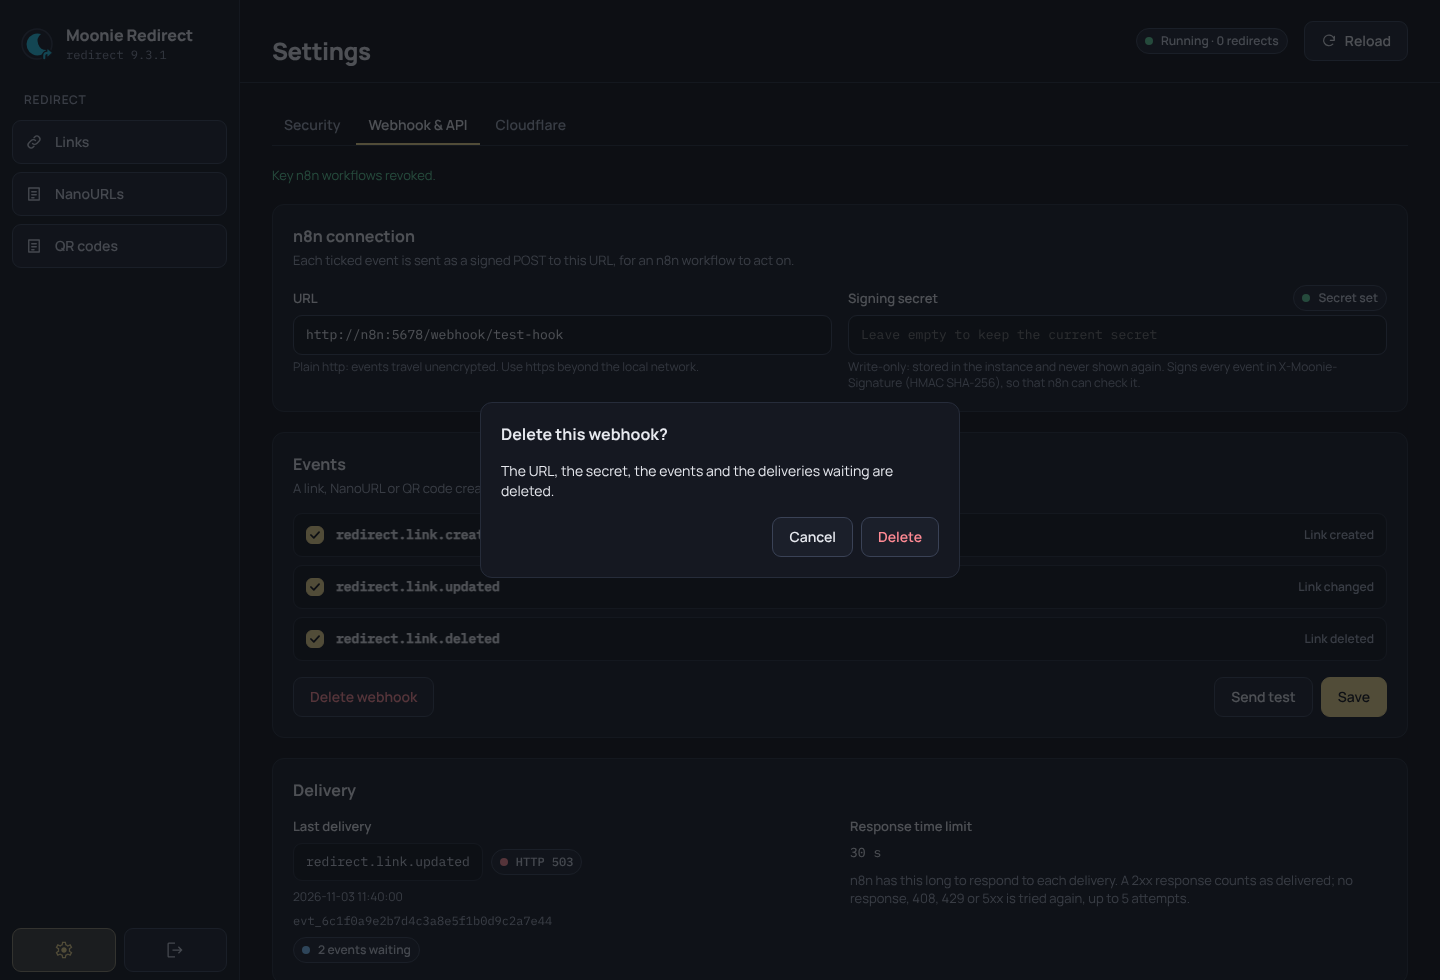 Moonie Redirect
redirect 9.3.1
REDIRECT
Links
NanoURLs
QR codes
Settings
Running · 0 redirects
Reload
Security
Webhook & API
Cloudflare
Key n8n workflows revoked.
n8n connection
Each ticked event is sent as a signed POST to this URL, for an n8n workflow to act on.
URL
http://n8n:5678/webhook/test-hook
Plain http: events travel unencrypted. Use https beyond the local network.
Signing secret
Secret set
Leave empty to keep the current secret
Write-only: stored in the instance and never shown again. Signs every event in X-Moonie-
Signature (HMAC SHA-256), so that n8n can check it.
Delete this webhook?
The URL, the secret, the events and the deliveries waiting are
deleted.
Cancel
Delete
Events
A link, NanoURL or QR code
redirect.link.creat
Link created
redirect.link.updated
Link changed
redirect.link.deleted
Link deleted
Delete webhook
Send test
Save
Delivery
Last delivery
redirect.link.updated
HTTP 503
2026-11-03 11:40:00
evt_6c1f0a9e2b7d4c3a8e5f1b0d9c2a7e44
2 events waiting
Response time limit
30 s
n8n has this long to respond to each delivery. A 2xx response counts as delivered; no
response, 408, 429 or 5xx is tried again, up to 5 attempts.